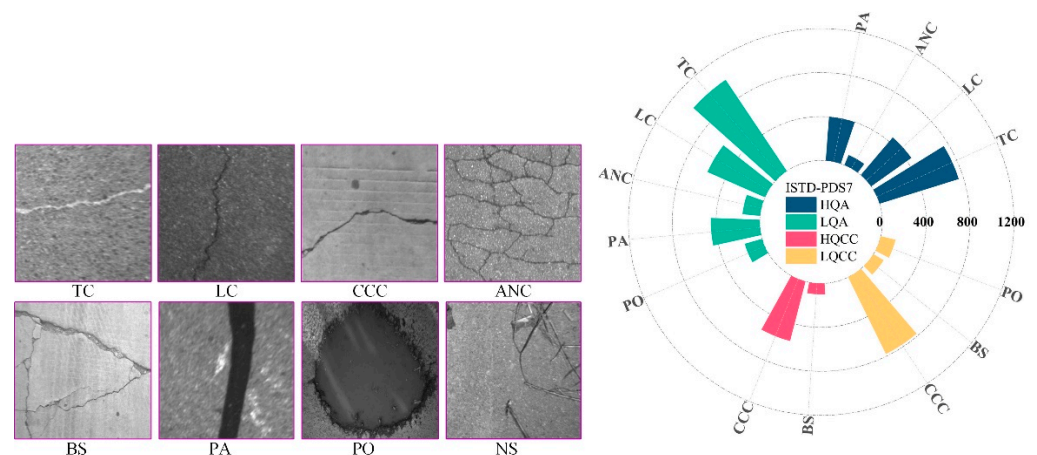 TC LC CCC ANC
BS PA PO NS
PA
ANC
LC
TC
TC
LC
ANC
PA
PO
ISTD-PDS7
HQA
LQA
HQCC
LQCC
0 400 800 1200
PO
BS
CCC
BS
CCC